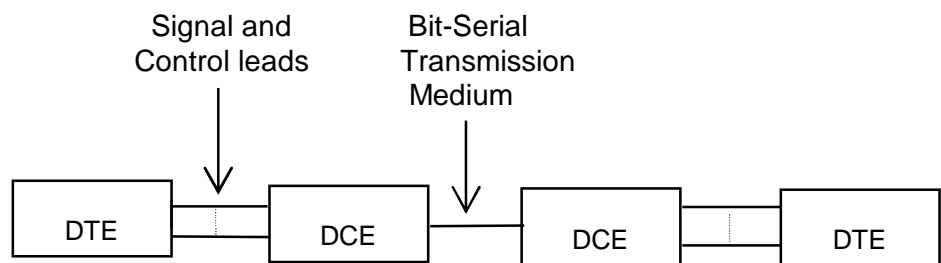 Signal and
Control leads
Bit-Serial
Transmission
Medium
DTE
DCE
DCE
DTE